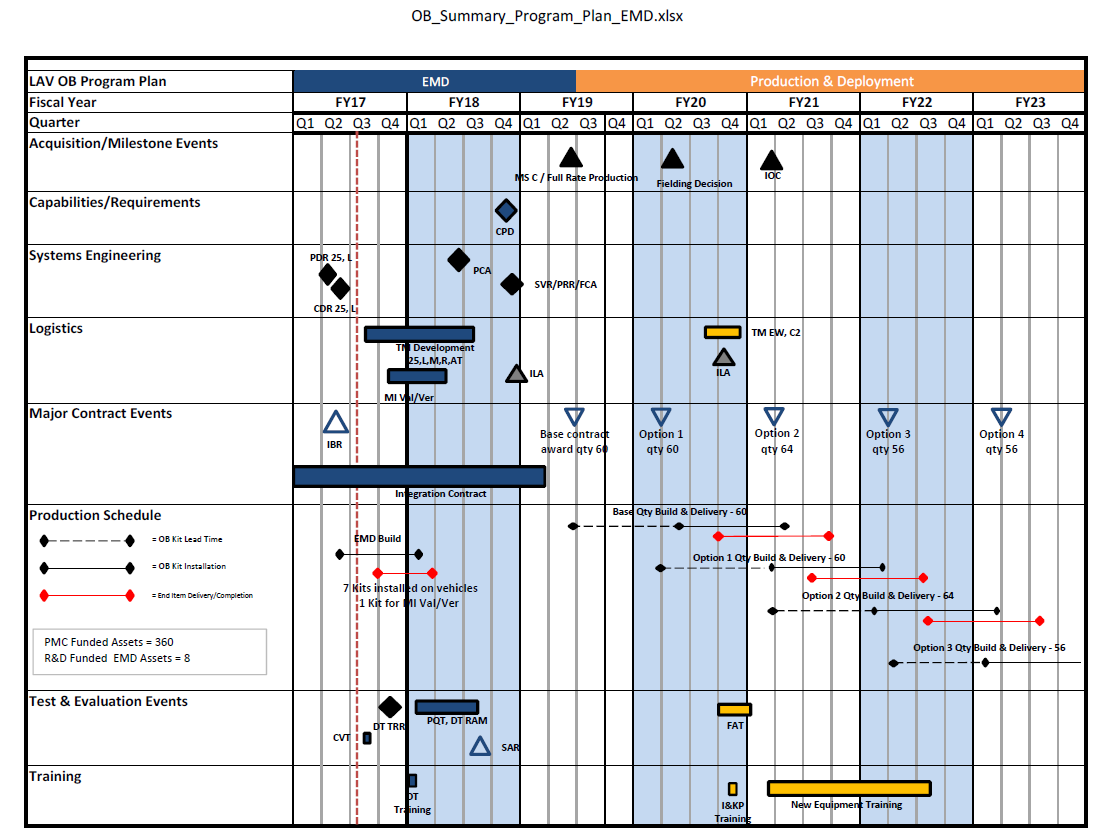 OB_Summary_Program_Plan_EMD.xlsx
LAV OB Program Plan EMD Production & Deployment
Fiscal Year FY17 FY18 FY19 FY20 FY21 FY22 FY23
Quarter Q1 Q2 Q3 Q4 Q1 Q2 Q3 Q4 Q1 Q2 Q3 Q4 Q1 Q2 Q3 Q4 Q1 Q2 Q3 Q4 Q1 Q2 Q3 Q4 Q1 Q2 Q3 Q4
Acquisition/Milestone Events
MS C / Full Rate Production
Fielding Decision
IOC
Capabilities/Requirements
CPD
Systems Engineering
PDR 25, L
CDR 25, L
PCA
SVR/PRR/FCA
Logistics
TM Development
25,L,M,R,AT
MI Val/Ver
ILA
TM EW, C2
ILA
Major Contract Events
IBR
Base contract
award qty 60
Option 1
qty 60
Option 2
qty 64
Option 3
qty 56
Option 4
qty 56
Integration Contract
Production Schedule
= OB Kit Lead Time
= OB Kit Installation
= End Item Delivery/Completion
PMC Funded Assets = 360
R&D Funded EMD Assets = 8
EMD Build
7 Kits installed on vehicles
1 Kit for MI Val/Ver
Base Qty Build & Delivery - 60
Option 1 Qty Build & Delivery - 60
Option 2 Qty Build & Delivery - 64
Option 3 Qty Build & Delivery - 56
Test & Evaluation Events
DT TRR
CVT
PQT, DT RAM
SAR
FAT
Training
DT
Training
I&KP
Training
New Equipment Training